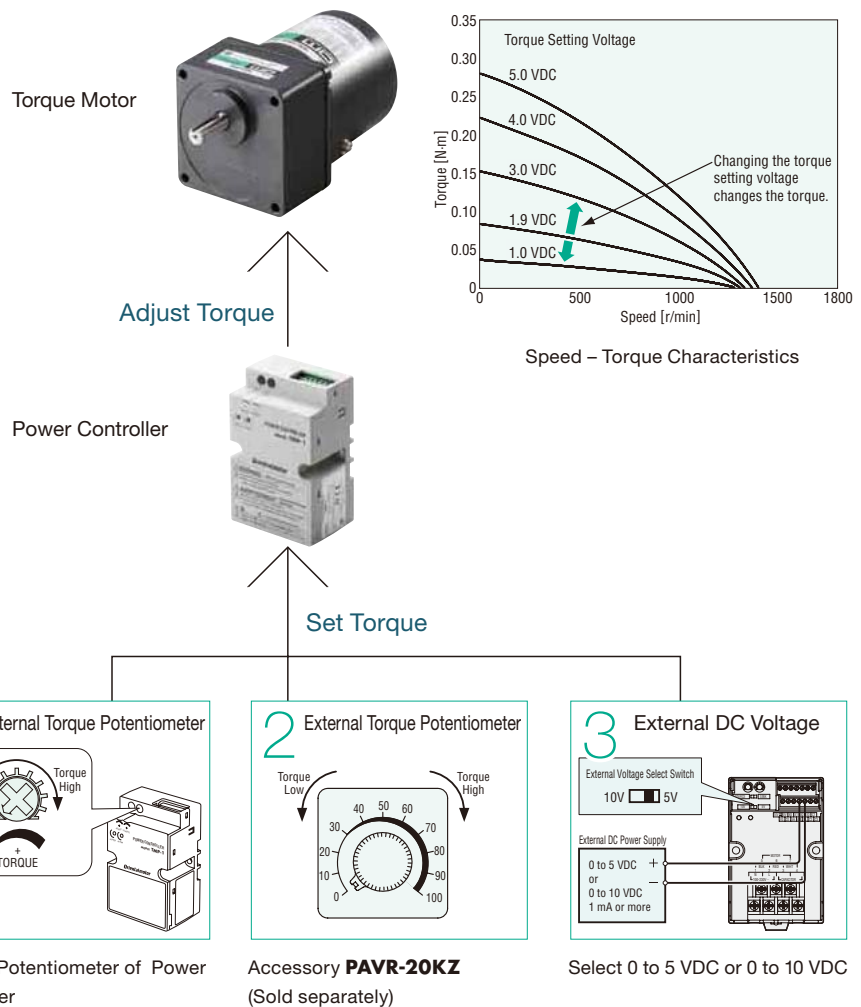 Torque Motor
0.35
0.30
0.25
0.20
0.15
0.10
0.05
0
Torque [N·m]
Torque Setting Voltage
5.0 VDC
4.0 VDC
3.0 VDC
1.9 VDC
1.0 VDC
Changing the torque
setting voltage
changes the torque.
0 500 1000 1500 1800
Speed [r/min]
Speed – Torque Characteristics
Adjust Torque
Power Controller
Set Torque
Torque Potentiometer
Torque
High
+
TORQUE
Potentiometer of Power
2 External Torque Potentiometer
Torque
Low
Torque
High
0 10 20 30 40 50 60 70 80 90 100
Accessory PAVR-20KZ
(Sold separately)
3 External DC Voltage
External Voltage Select Switch
10V 5V
External DC Power Supply
0 to 5 VDC
or
0 to 10 VDC
1 mA or more
+
−
Select 0 to 5 VDC or 0 to 10 VDC